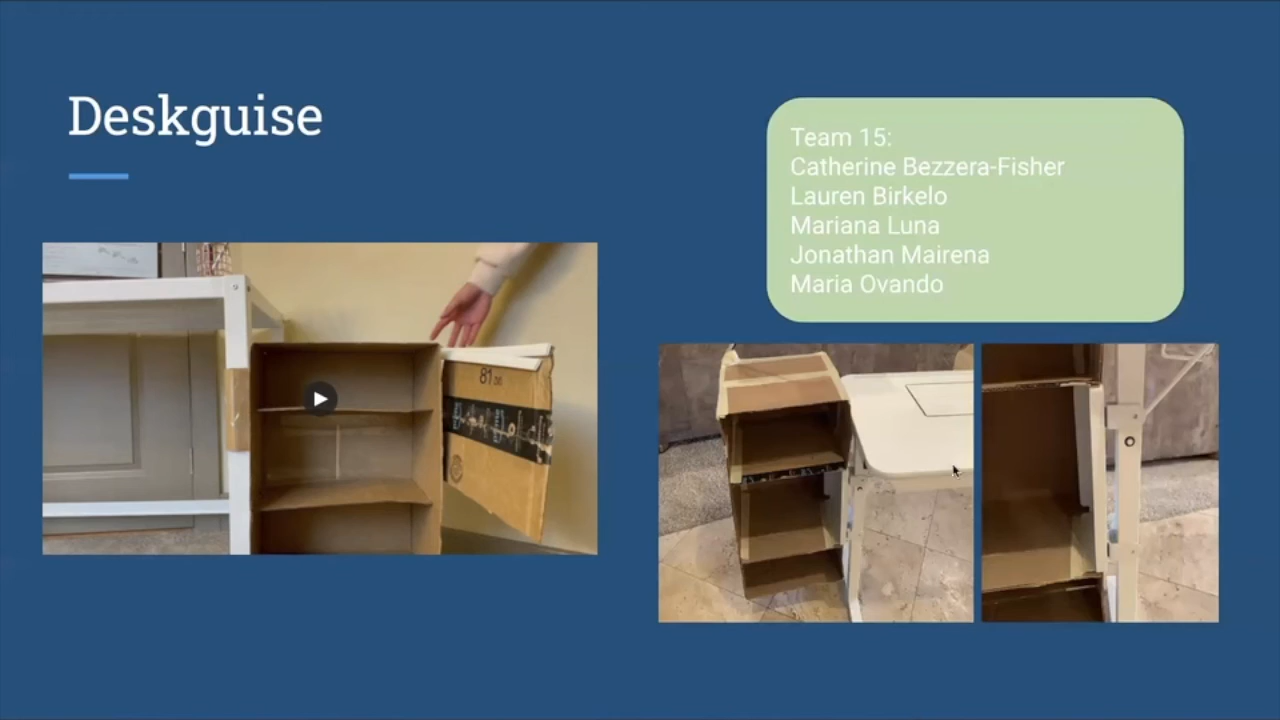 Deskguise
Team 15:
Catherine Bezzera-Fisher
Lauren Birkelo
Mariana Luna
Jonathan Mairena
Maria Ovando
81